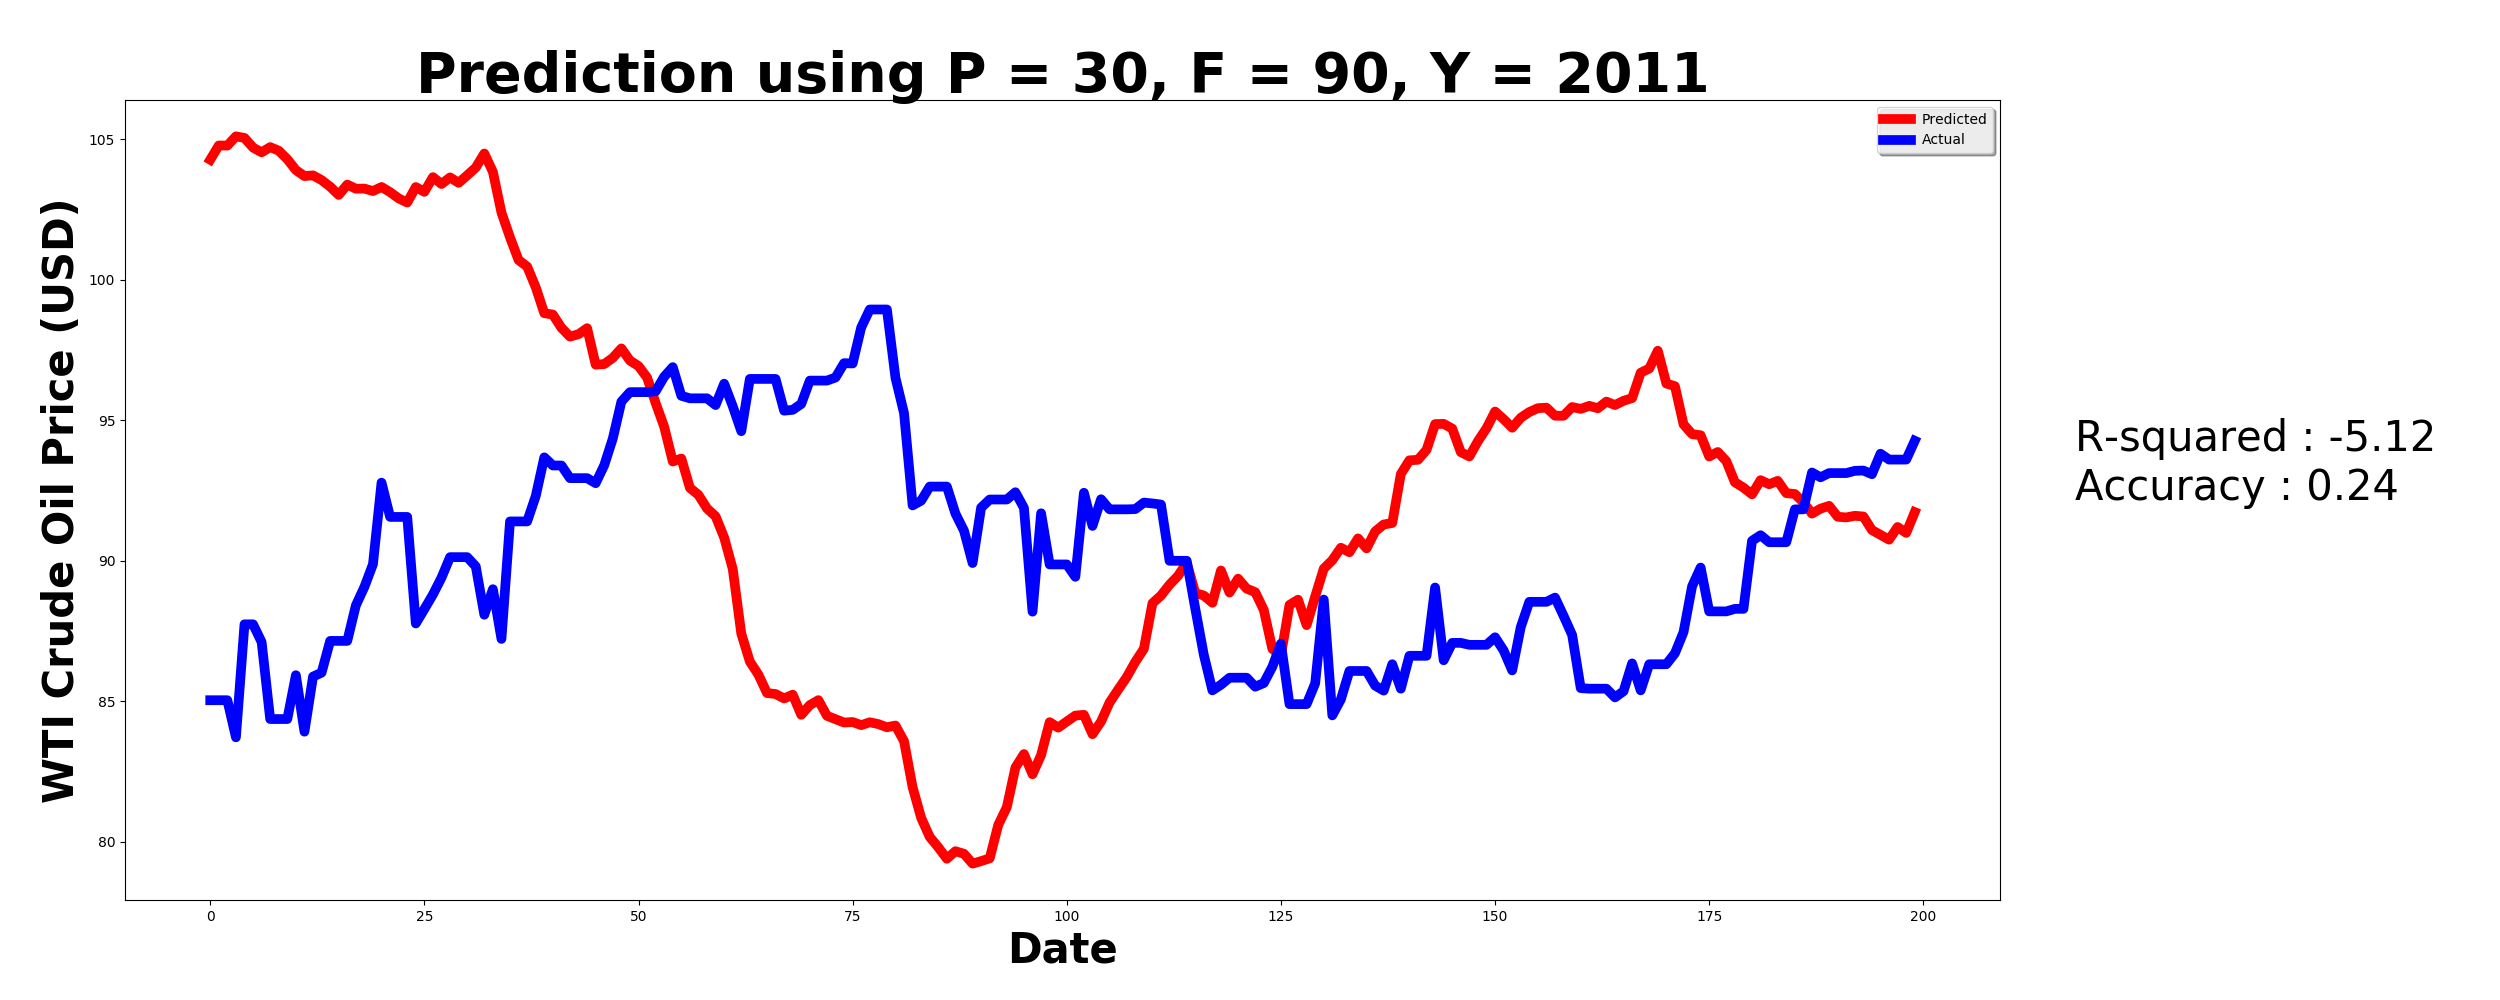 Prediction using P = 30, F = 90, Y = 2011
Predicted
Actual
WTI Crude Oil Price (USD)
105
100
95
90
85
80
0 25 50 75 100 125 150 175 200
Date
R-squared : -5.12
Accuracy : 0.24